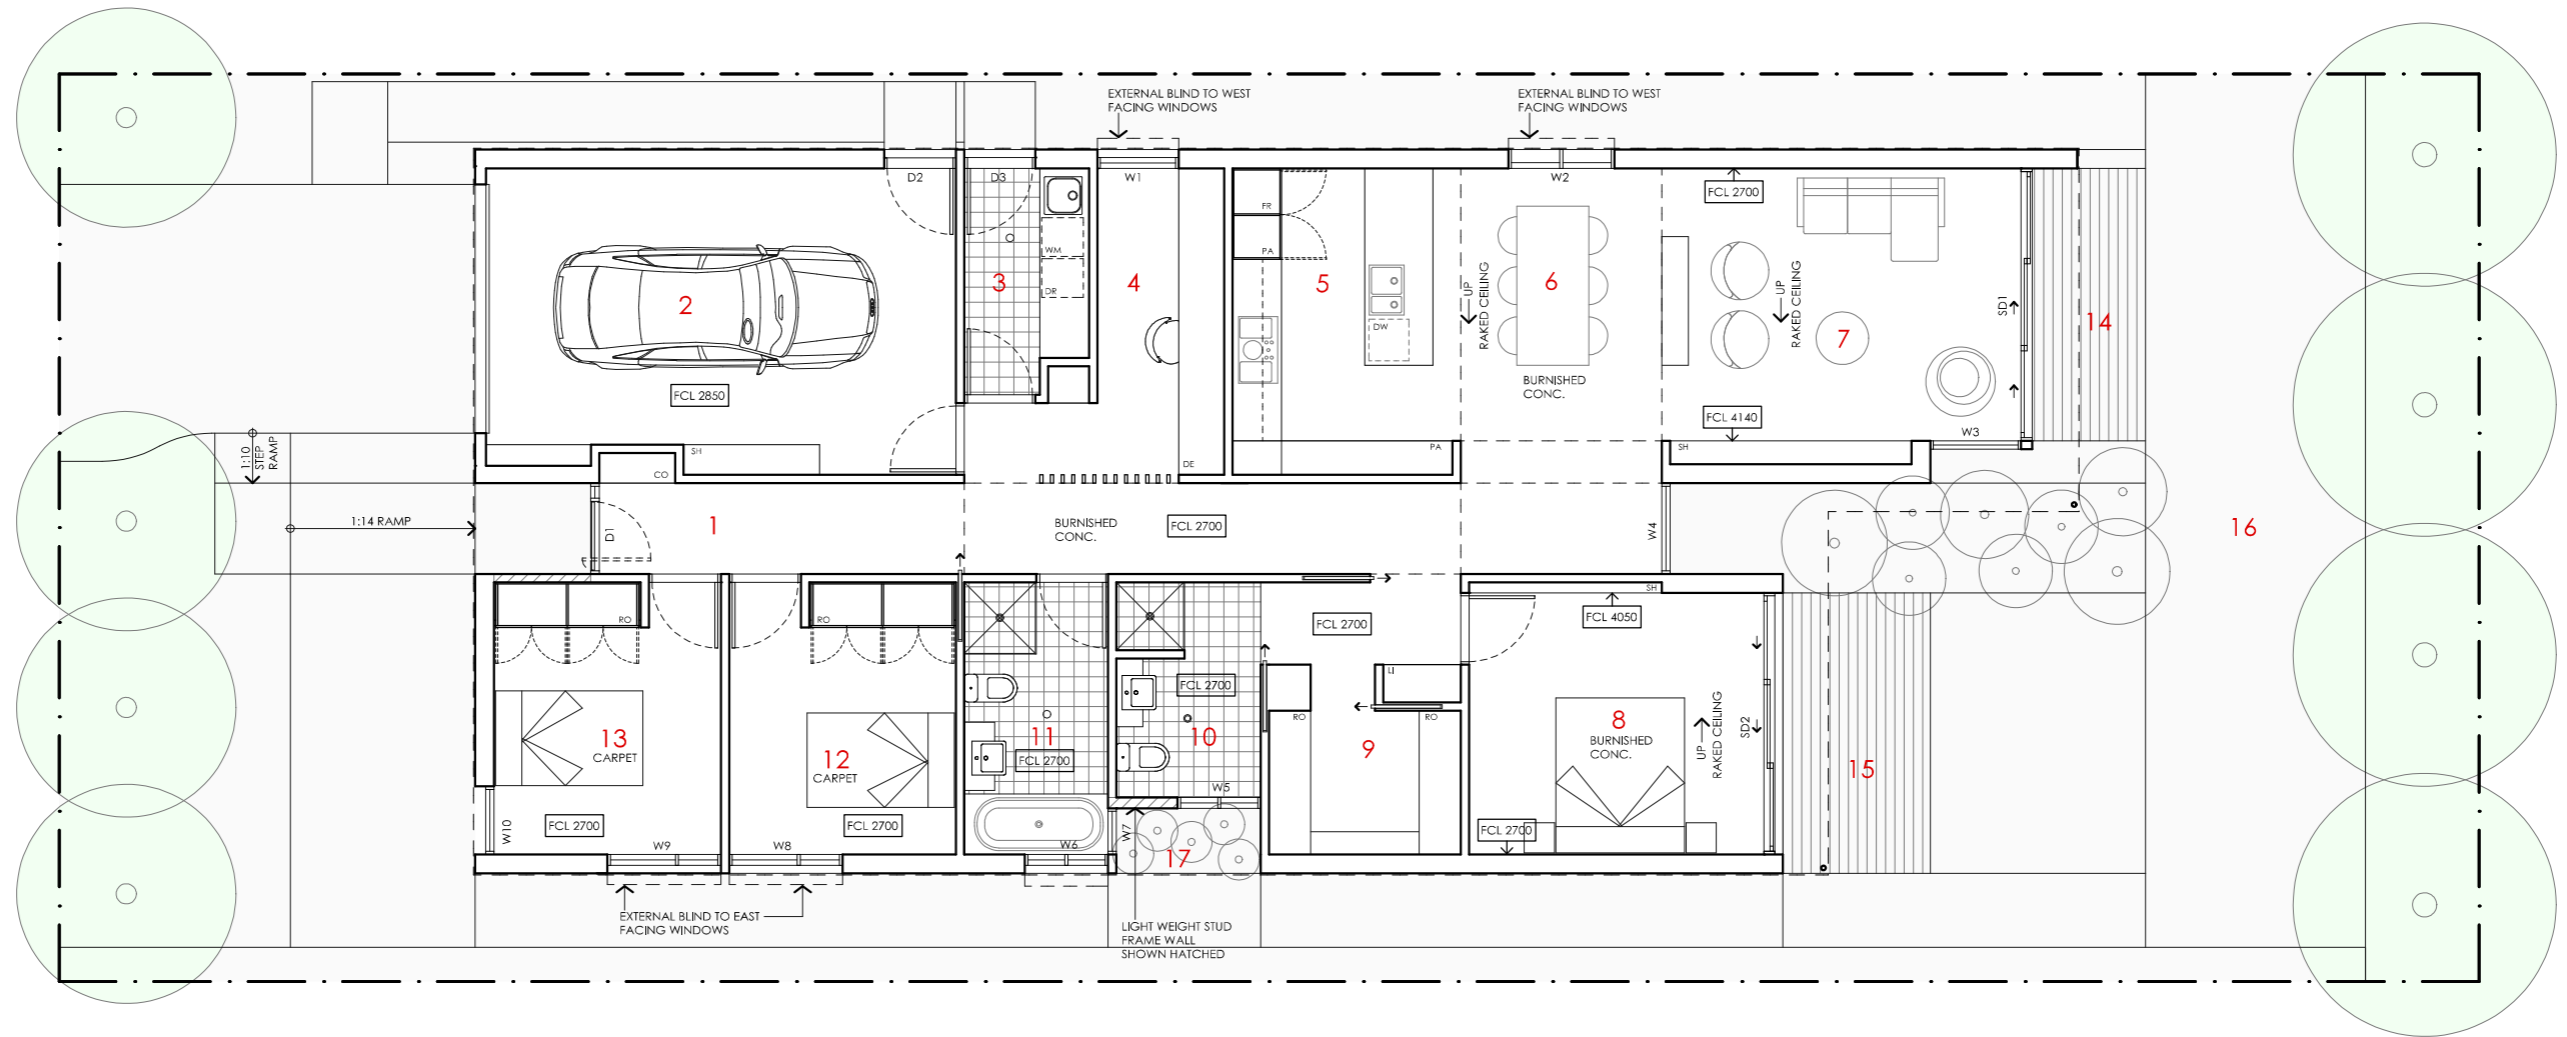 EXTERNAL BLIND TO WEST
FACING WINDOWS
EXTERNAL BLIND TO WEST
FACING WINDOWS
D2
D3
W1
W2
FCL 2700
FR
PA
WM
DR
2
3
4
5
6
7
14
DW
UP
RAKED CEILING
UP
RAKED CEILING
SD1
BURNISHED
CONC.
FCL 2850
FCL 4140
W3
1:10
STEP
RAMP
CO
SH
DE
PA
SH
1:14 RAMP
D1
1
BURNISHED
CONC.
FCL 2700
W4
16
RO
RO
FCL 2700
SH
FCL 4050
LI
FCL 2700
RO
RO
13
CARPET
12
CARPET
11
FCL 2700
10
9
8
BURNISHED
CONC.
UP
RAKED CEILING
SD2
15
W5
W10
FCL 2700
W9
W8
FCL 2700
W6
W7
17
FCL 2700
EXTERNAL BLIND TO EAST
FACING WINDOWS
LIGHT WEIGHT STUD
FRAME WALL
SHOWN HATCHED